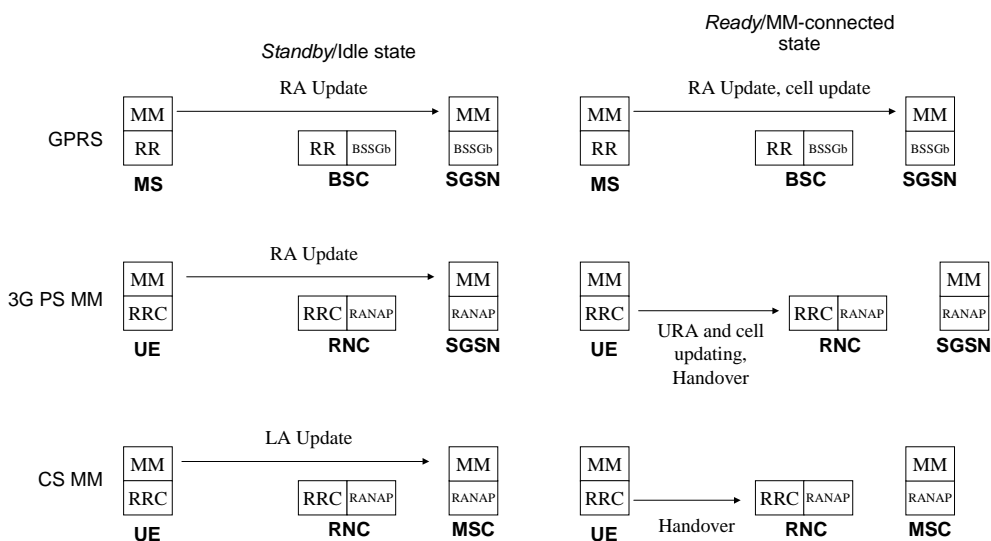 Standby/Idle state
Ready/MM-connected
state
RA Update
RA Update, cell update
GPRS
MM
MM
MM
MM
RR
RR
BSSGb
BSSGb
RR
RR
BSSGb
BSSGb
MS
BSC
SGSN
MS
BSC
SGSN
RA Update
3G PS MM
MM
MM
MM
MM
RRC
RRC
RANAP
RANAP
RRC
RRC
RANAP
RANAP
UE
RNC
SGSN
UE
URA and cell
updating,
Handover
RNC
SGSN
LA Update
CS MM
MM
MM
MM
MM
RRC
RRC
RANAP
RANAP
RRC
RRC
RANAP
RANAP
UE
RNC
MSC
UE
Handover
RNC
MSC